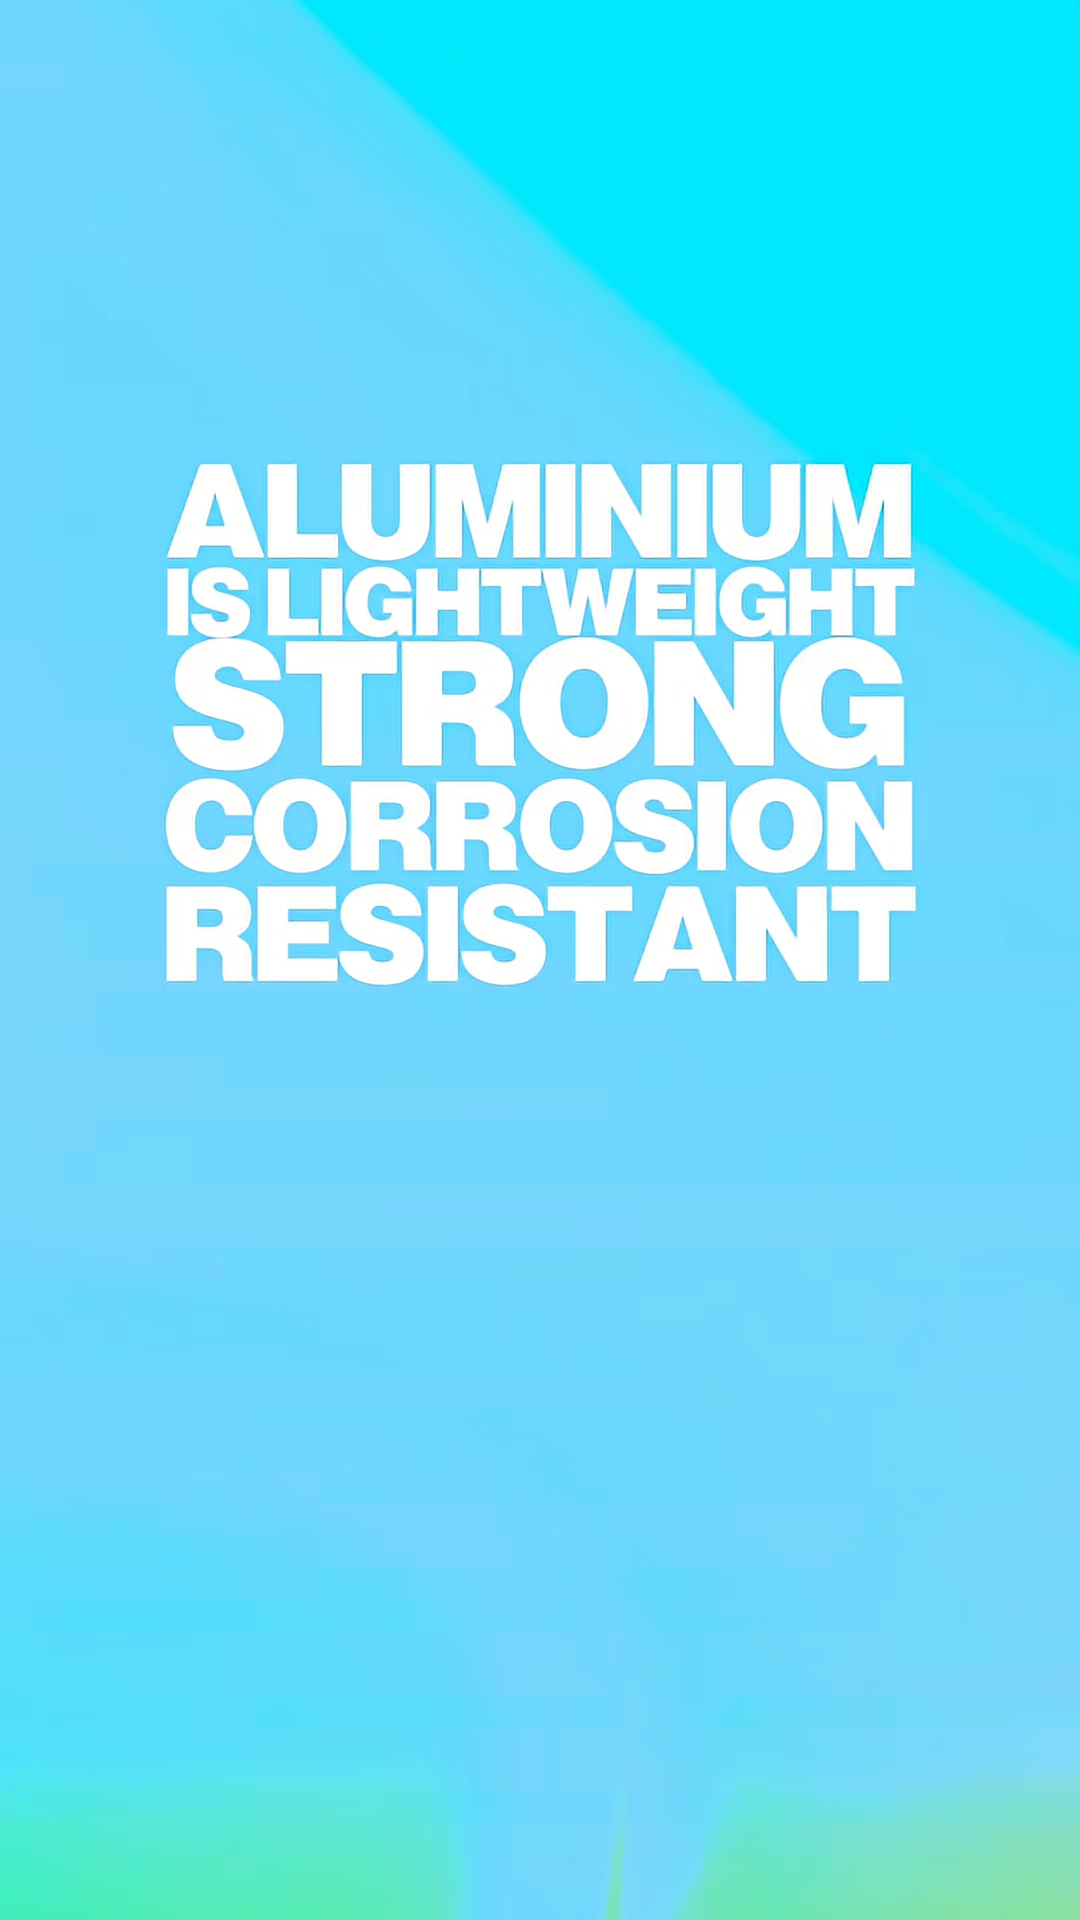 ALUMINIUM
IS LIGHTWEIGHT
STRONG
CORROSION
RESISTANT